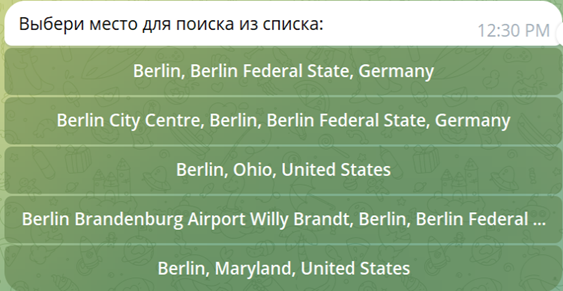 Выбери место для поиска из списка:
12:30 PM
Berlin, Berlin Federal State, Germany
Berlin City Centre, Berlin, Berlin Federal State, Germany
Berlin, Ohio, United States
Berlin Brandenburg Airport Willy Brandt, Berlin, Berlin Federal ...
Berlin, Maryland, United States